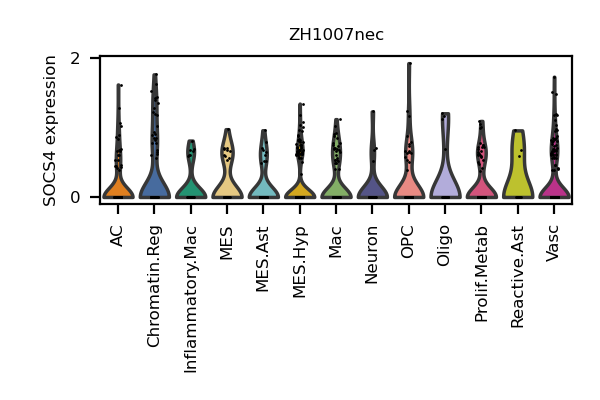 ZH1007nec
SOCS4 expression
2
0
AC
Chromatin.Reg
Inflammatory.Mac
MES
MES.Ast
MES.Hyp
Mac
Neuron
OPC
Oligo
Prolif.Metab
Reactive.Ast
Vasc